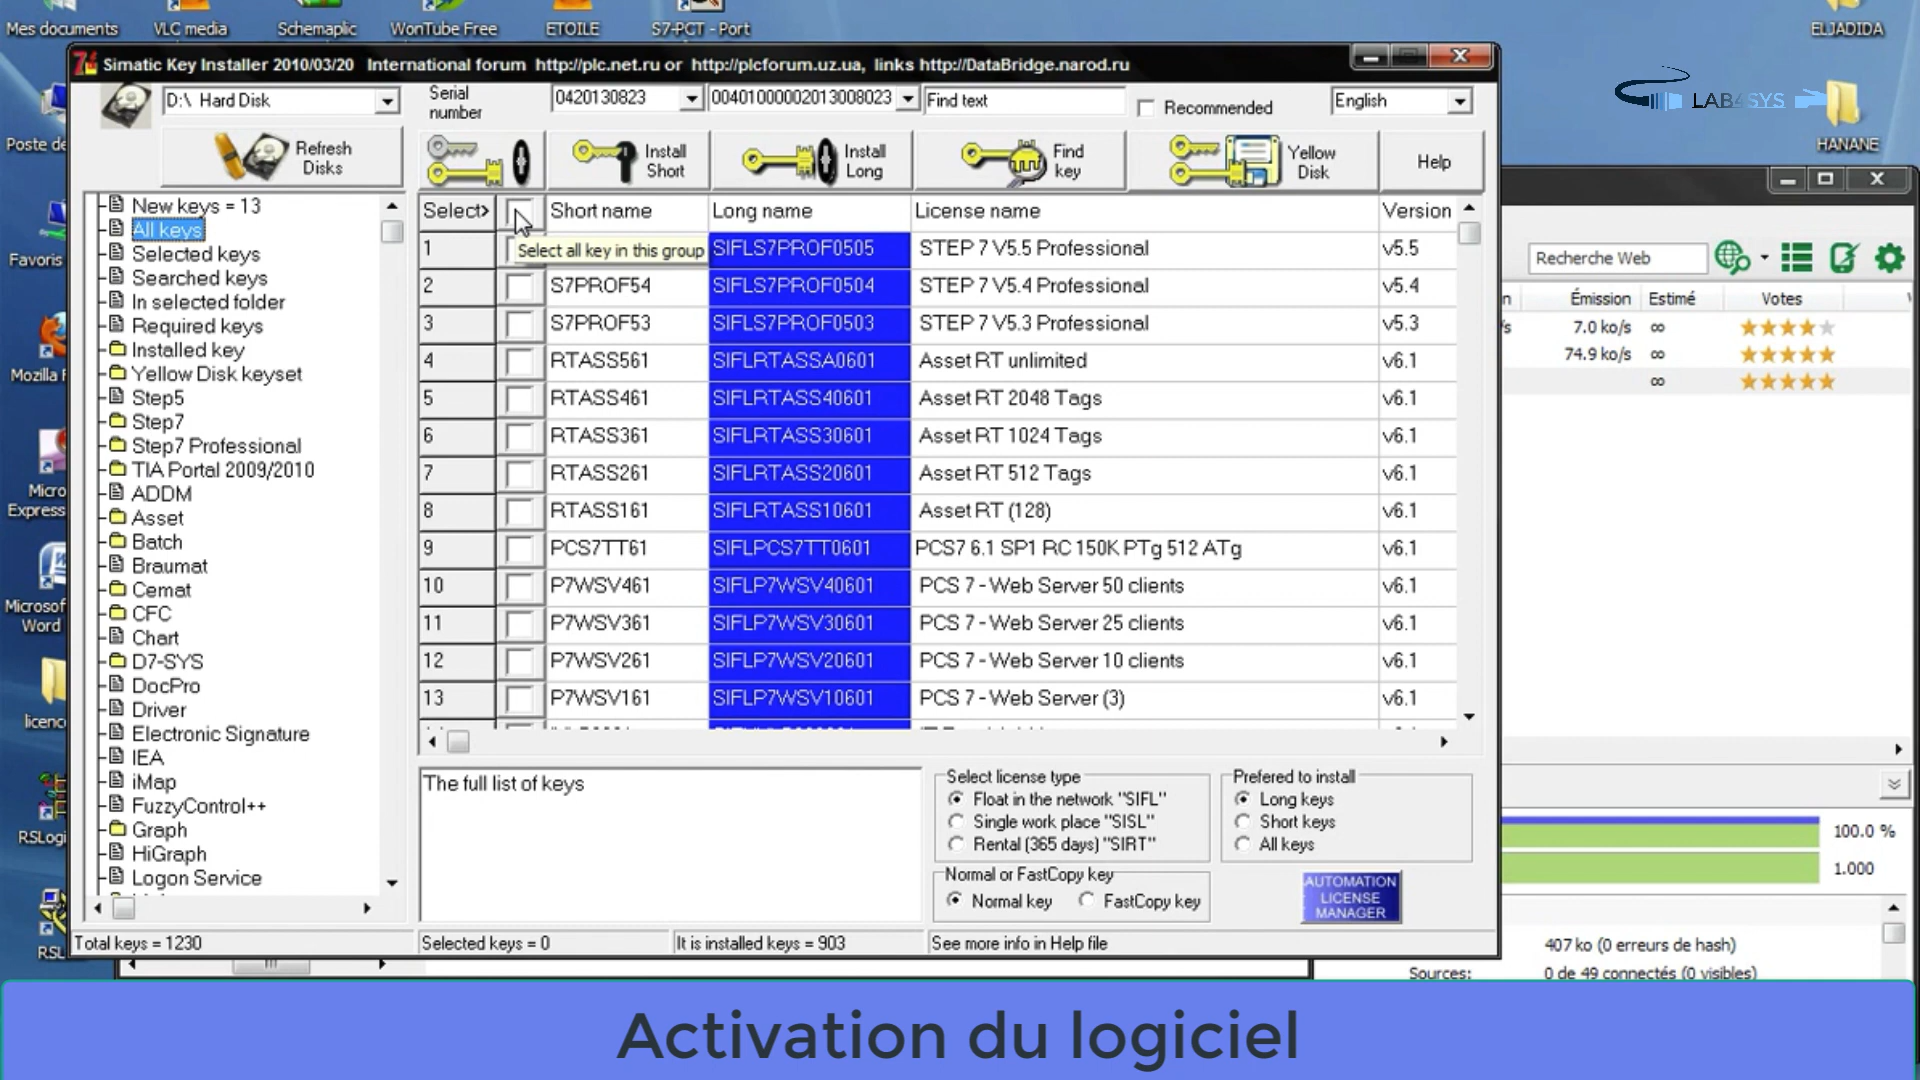 Mes documents
VLC media
Schemaplic
WonTube Free
ETOILE
S7-PCT - Port
ELJADIDA
Simatic Key Installer 2010/03/20 International forum http://plc.net.ru or http://plcforum.uz.ua, links http://DataBridge.narod.ru
D:\ Hard Disk
Serial number
0420130823
00401000002013008023
Find text
Recommended
English
LAB4SYS
Poste de
Refresh Disks
Install Short
Install Long
Find key
Yellow Disk
Help
HANANE
New keys = 13
All keys
Selected keys
Searched keys
In selected folder
Required keys
Installed key
Yellow Disk keyset
Step5
Step7
Step7 Professional
TIA Portal 2009/2010
ADDM
Asset
Batch
Braumat
Cemat
CFC
Chart
D7-SYS
DocPro
Driver
Electronic Signature
IEA
iMap
FuzzyControl++
Graph
HiGraph
Logon Service
Select> Short name Long name License name Version
Select all key in this group
1 SIFLS7PROF0505 STEP 7 V5.5 Professional v5.5
2 S7PROF54 SIFLS7PROF0504 STEP 7 V5.4 Professional v5.4
3 S7PROF53 SIFLS7PROF0503 STEP 7 V5.3 Professional v5.3
4 RTASS561 SIFLRTASSA0601 Asset RT unlimited v6.1
5 RTASS461 SIFLRTASS40601 Asset RT 2048 Tags v6.1
6 RTASS361 SIFLRTASS30601 Asset RT 1024 Tags v6.1
7 RTASS261 SIFLRTASS20601 Asset RT 512 Tags v6.1
8 RTASS161 SIFLRTASS10601 Asset RT (128) v6.1
9 PCS7TT61 SIFLPCS7TT0601 PCS7 6.1 SP1 RC 150K PTg 512 ATg v6.1
10 P7WSV461 SIFLP7WSV40601 PCS 7 - Web Server 50 clients v6.1
11 P7WSV361 SIFLP7WSV30601 PCS 7 - Web Server 25 clients v6.1
12 P7WSV261 SIFLP7WSV20601 PCS 7 - Web Server 10 clients v6.1
13 P7WSV161 SIFLP7WSV10601 PCS 7 - Web Server (3) v6.1
The full list of keys
Select license type
Float in the network "SIFL"
Single work place "SISL"
Rental (365 days) "SIRT"
Prefered to install
Long keys
Short keys
All keys
Normal or FastCopy key
Normal key
FastCopy key
AUTOMATION LICENSE MANAGER
Total keys = 1230
Selected keys = 0
It is installed keys = 903
See more info in Help file
Favoris
Mozilla F
Micro
Express
Microsof
Word
licenc
RSLogi
RSL
Recherche Web
n Émission Estimé Votes
/s 7.0 ko/s ∞
74.9 ko/s ∞
∞
100.0 %
1.000
407 ko (0 erreurs de hash)
Sources: 0 de 49 connectés (0 visibles)
Activation du logiciel